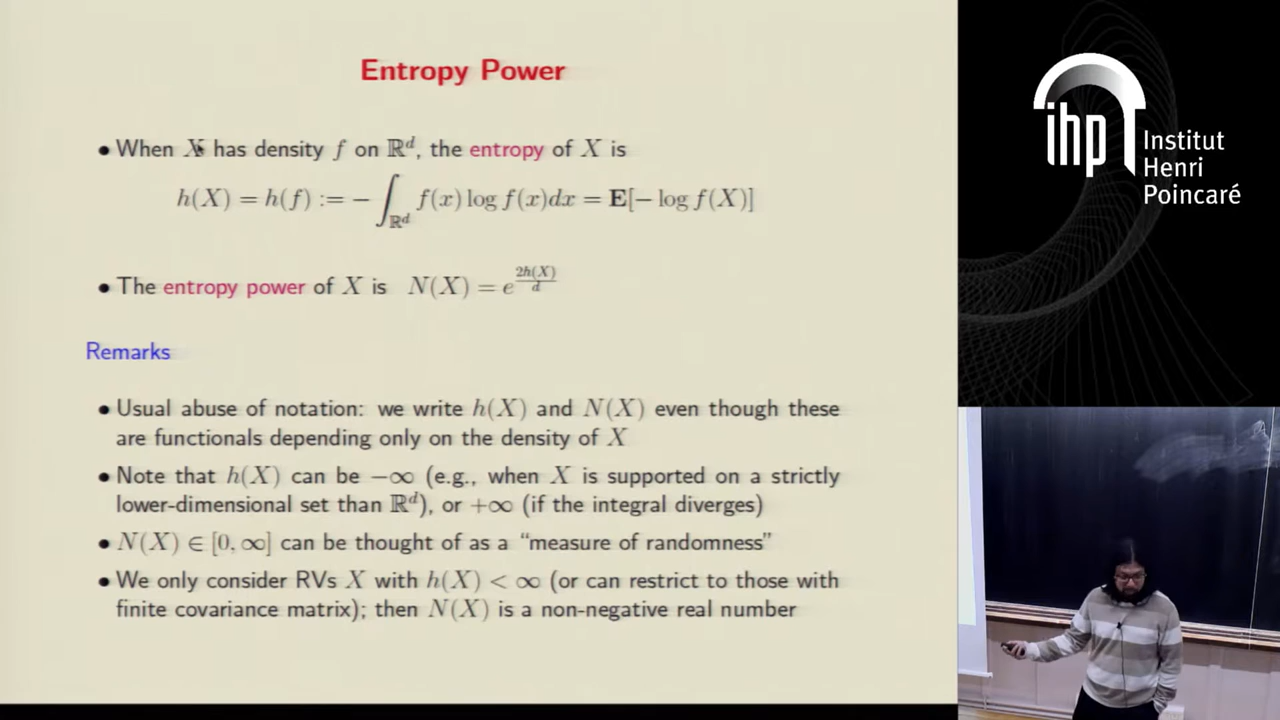 Entropy Power
• When X has density f on ℝᵈ, the entropy of X is
h(X) = h(f) := − ∫_{ℝᵈ} f(x) log f(x)dx = E[− log f(X)]
• The entropy power of X is N(X) = e^{2h(X)/d}
Remarks
• Usual abuse of notation: we write h(X) and N(X) even though these
are functionals depending only on the density of X
• Note that h(X) can be −∞ (e.g., when X is supported on a strictly
lower-dimensional set than ℝᵈ), or +∞ (if the integral diverges)
• N(X) ∈ [0, ∞] can be thought of as a “measure of randomness”
• We only consider RVs X with h(X) < ∞ (or can restrict to those with
finite covariance matrix); then N(X) is a non-negative real number
ihp
Institut
Henri
Poincaré